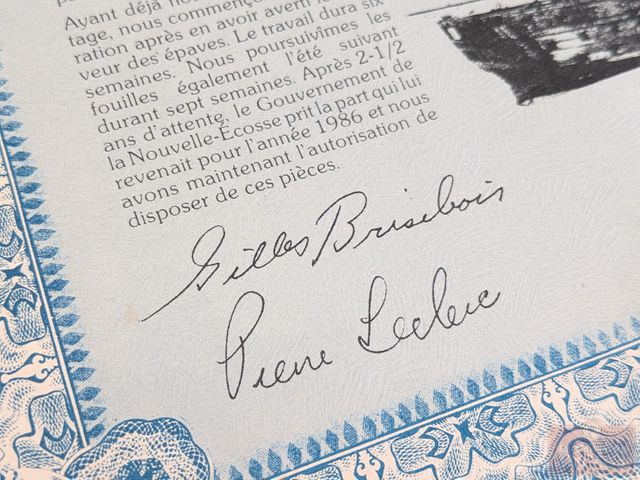 Avant déjà
tage, nous commenç
ration après en avoir averti le
veur des épaves. Le travail dura six
semaines. Nous poursuivîmes les
fouilles également l'été suivant
durant sept semaines. Après 2-1/2
ans d'attente, le Gouvernement de
la Nouvelle-Écosse prit la part qui lui
revenait pour l'année 1986 et nous
avons maintenant l'autorisation de
disposer de ces pièces.
Gilles Brisebois
Pierre Leclerc